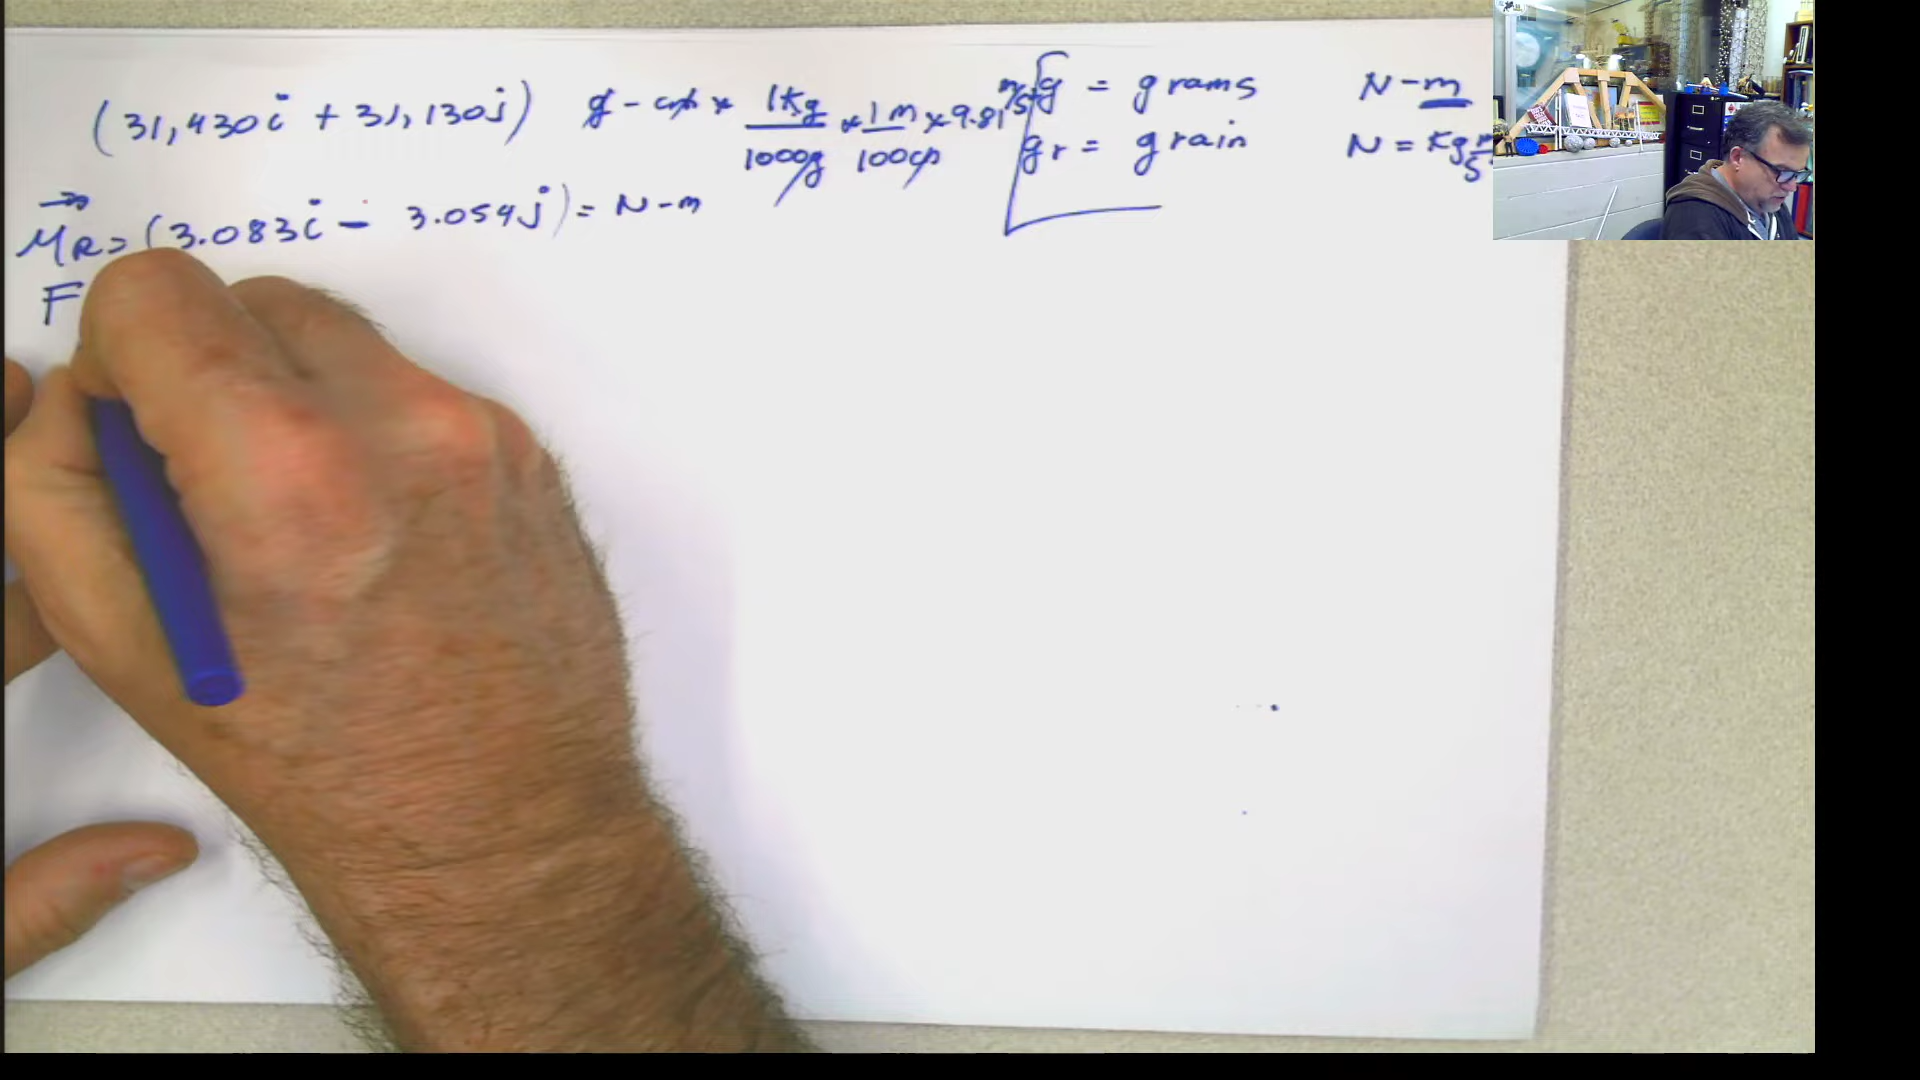 (31,430i + 31,130j) g - cm * 1kg/1000g * 1m/100cm * 9.81 m/s²
g = grams
gr = grain
N-m
N = kg m/s
M_R = (3.083i - 3.054j) = N-m
F